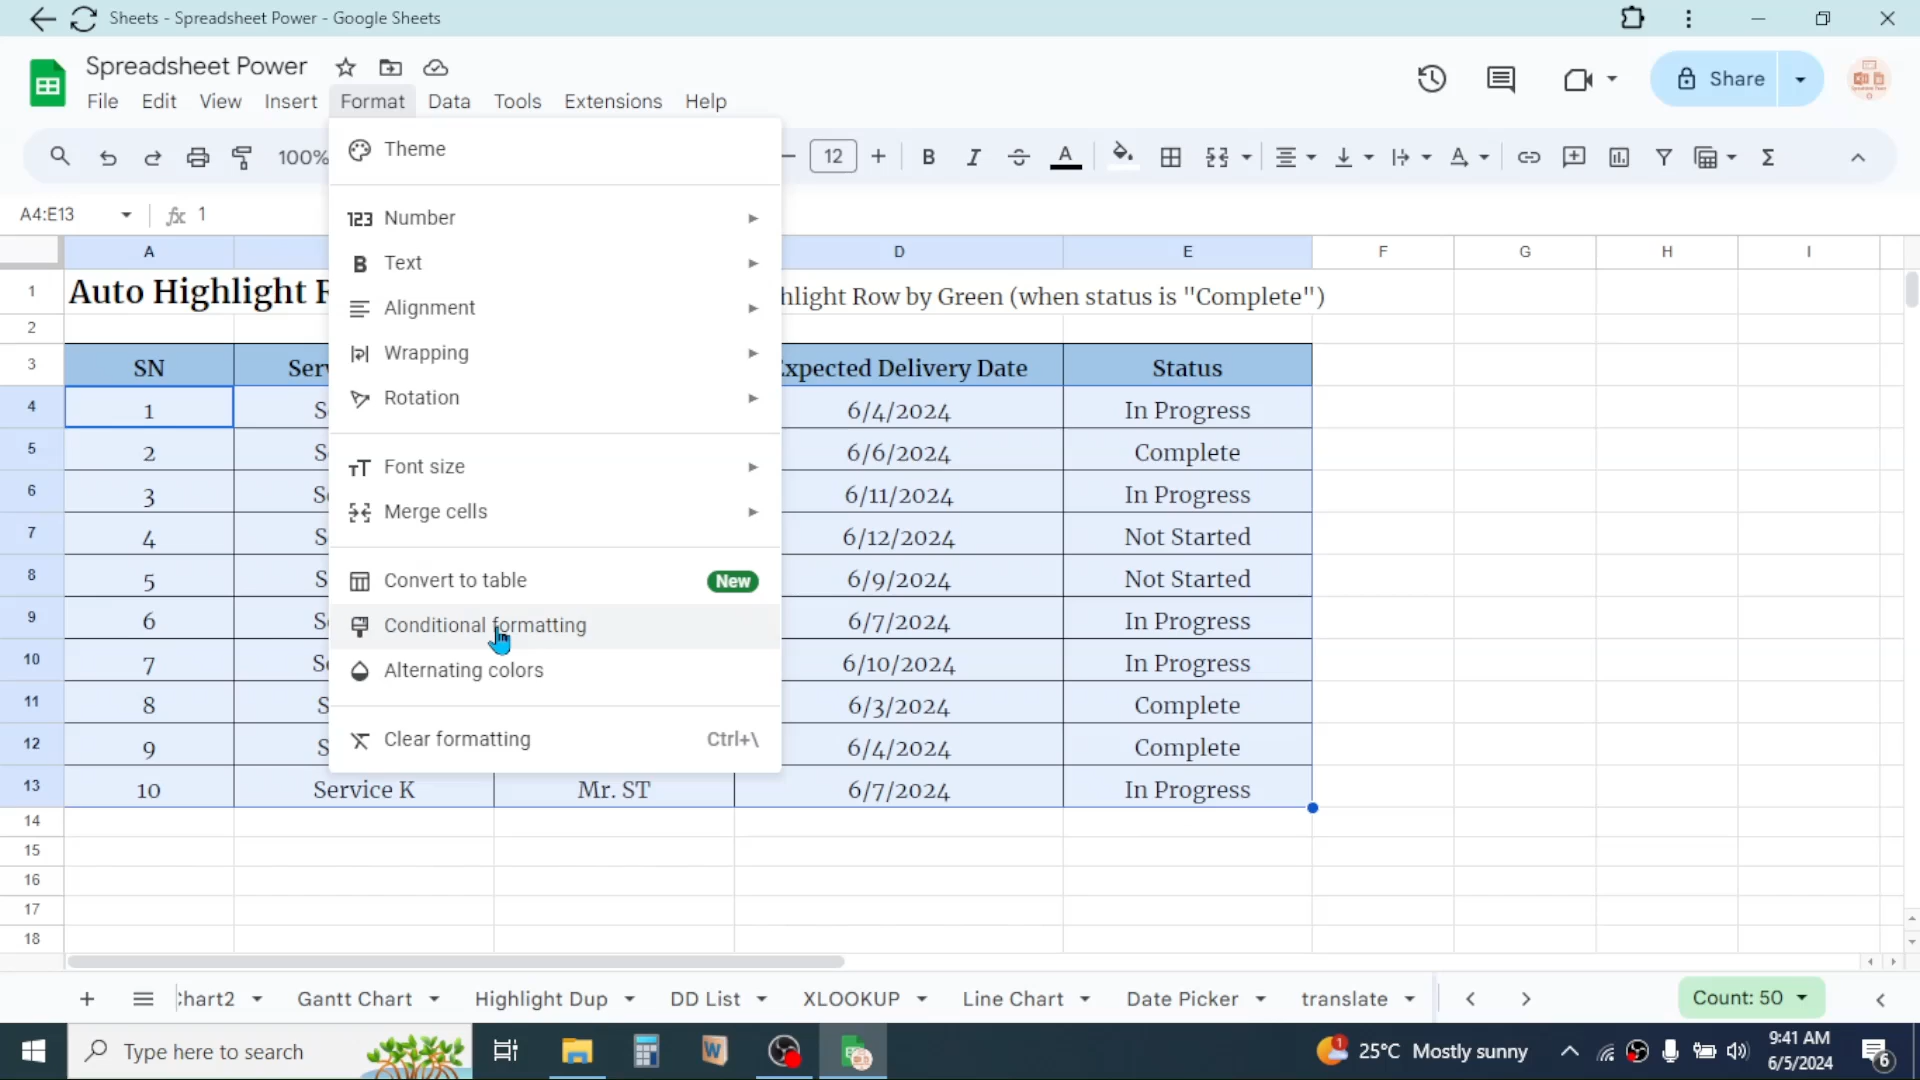 Sheets - Spreadsheet Power - Google Sheets
Spreadsheet Power
File Edit View Insert Format Data Tools Extensions Help
Share
100% 12
A4:E13 1
Theme
Number
Text
Alignment
Wrapping
Rotation
Font size
Merge cells
Convert to table New
Conditional formatting
Alternating colors
Clear formatting Ctrl+\
A D E F G H I
1 Auto Highlight hlight Row by Green (when status is "Complete")
2
3 SN Expected Delivery Date Status
4 1 6/4/2024 In Progress
5 2 6/6/2024 Complete
6 3 6/11/2024 In Progress
7 4 6/12/2024 Not Started
8 5 6/9/2024 Not Started
9 6 6/7/2024 In Progress
10 7 6/10/2024 In Progress
11 8 6/3/2024 Complete
12 9 6/4/2024 Complete
13 10 Service K Mr. ST 6/7/2024 In Progress
14
15
16
17
18
hart2 Gantt Chart Highlight Dup DD List XLOOKUP Line Chart Date Picker translate Count: 50
Type here to search 1 25°C Mostly sunny 9:41 AM
6/5/2024 6